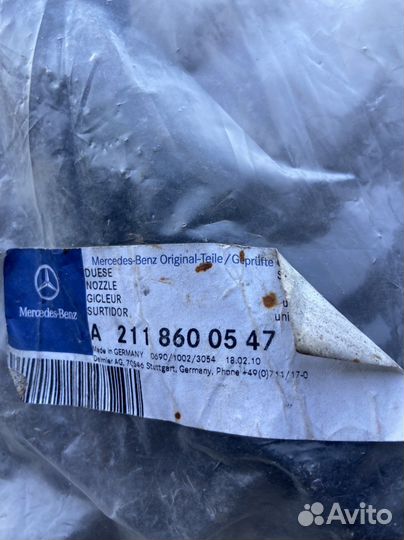 Mercedes-Benz Original-Teile/Geprüfte
DUESE
NOZZLE
GICLEUR
SURTIDOR
uni
Mercedes-Benz
A 211 860 05 47
Made in GERMANY 0690/1002/3054 18.02.10
Daimler AG, 70546 Stuttgart, Germany, Phone +49(0)711/17-0
Avito